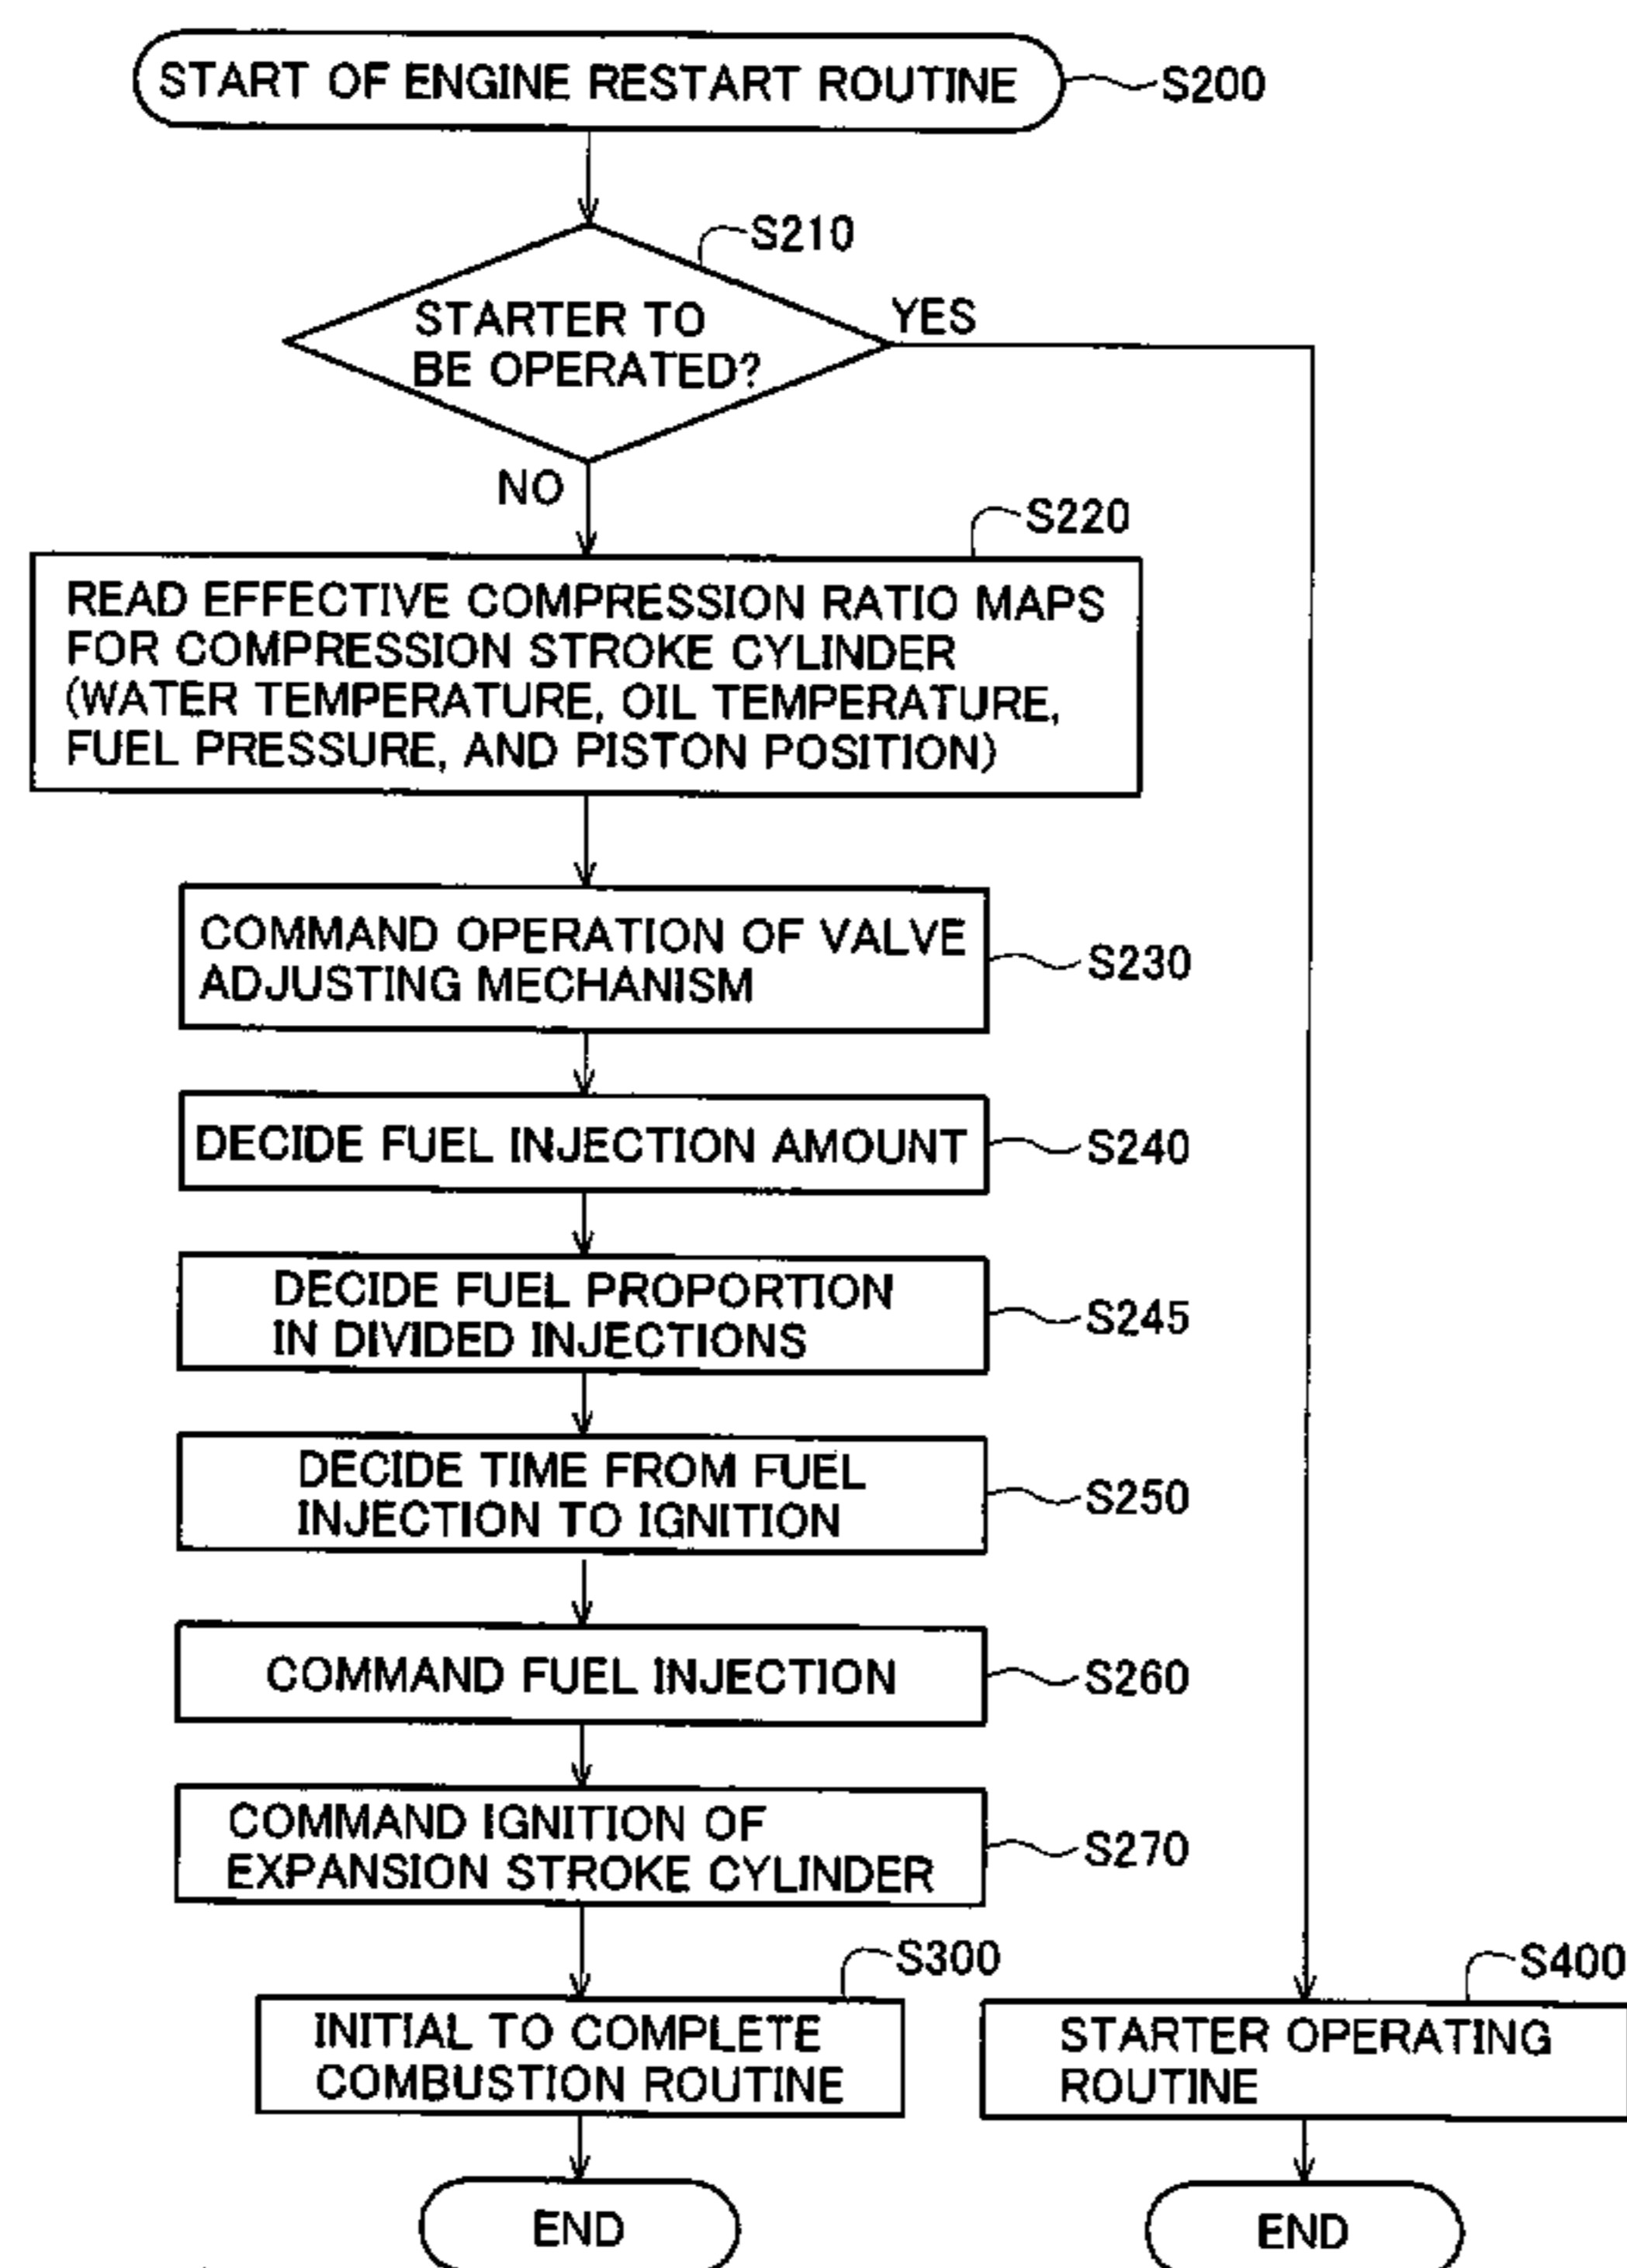 START OF ENGINE RESTART ROUTINE
S200
S210
STARTER TO
BE OPERATED?
YES
NO
S220
READ EFFECTIVE COMPRESSION RATIO MAPS
FOR COMPRESSION STROKE CYLINDER
(WATER TEMPERATURE, OIL TEMPERATURE,
FUEL PRESSURE, AND PISTON POSITION)
COMMAND OPERATION OF VALVE
ADJUSTING MECHANISM
S230
DECIDE FUEL INJECTION AMOUNT
S240
DECIDE FUEL PROPORTION
IN DIVIDED INJECTIONS
S245
DECIDE TIME FROM FUEL
INJECTION TO IGNITION
S250
COMMAND FUEL INJECTION
S260
COMMAND IGNITION OF
EXPANSION STROKE CYLINDER
S270
S300
INITIAL TO COMPLETE
COMBUSTION ROUTINE
S400
STARTER OPERATING
ROUTINE
END
END